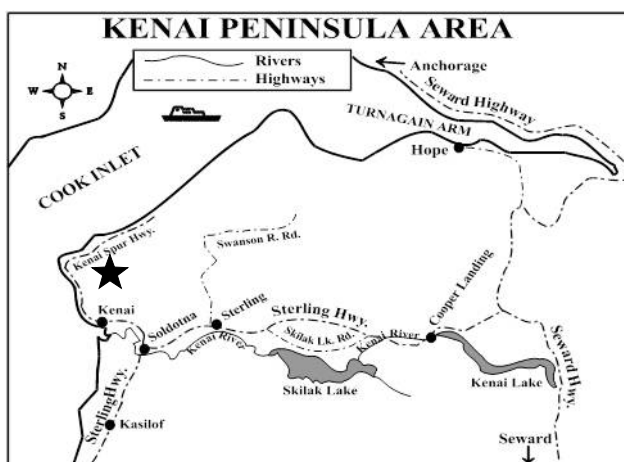 KENAI PENINSULA AREA
Rivers
Highways
N
W
E
S
Anchorage
Seward Highway
TURNAGAIN ARM
Hope
COOK INLET
Kenai Spur Hwy.
Swanson R. Rd.
Kenai
Soldotna
Sterling
Sterling Hwy.
Skilak Lk. Rd.
Kenai River
Kenai River
Cooper Landing
Skilak Lake
Kenai Lake
Seward Hwy.
SterlingHwy.
Kasilof
Seward